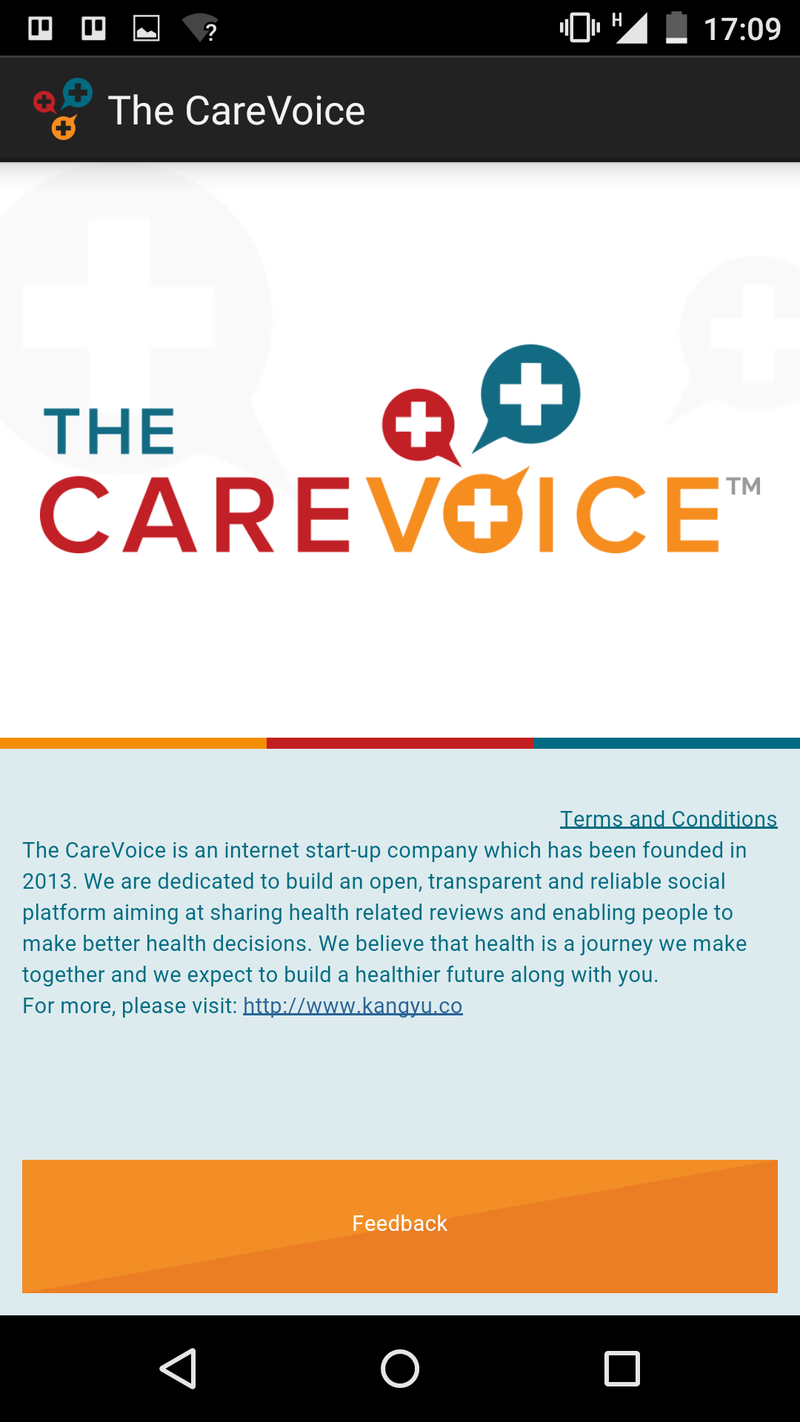 H 17:09
The CareVoice
THE
CAREVOICE™
Terms and Conditions
The CareVoice is an internet start-up company which has been founded in
2013. We are dedicated to build an open, transparent and reliable social
platform aiming at sharing health related reviews and enabling people to
make better health decisions. We believe that health is a journey we make
together and we expect to build a healthier future along with you.
For more, please visit: http://www.kangyu.co
Feedback